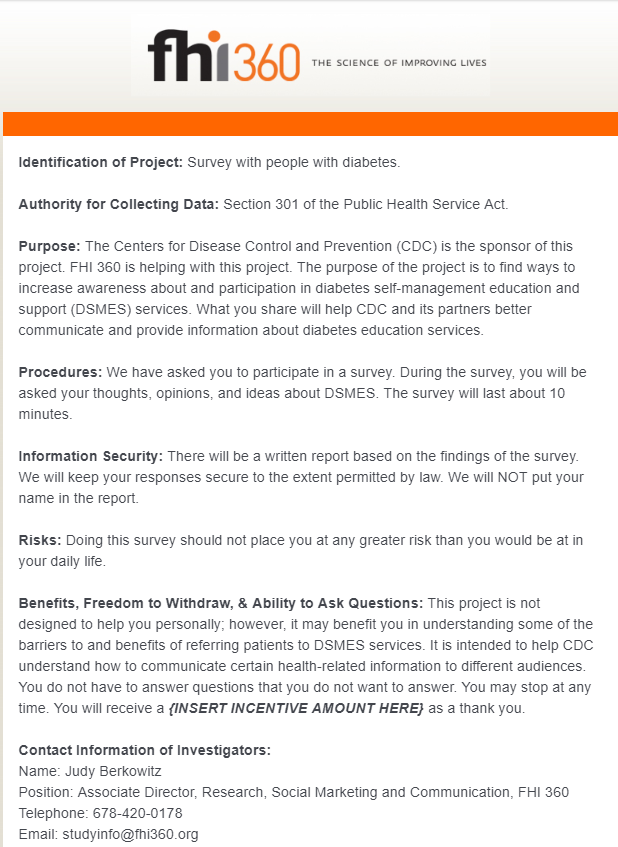 fhi360 THE SCIENCE OF IMPROVING LIVES
Identification of Project: Survey with people with diabetes.
Authority for Collecting Data: Section 301 of the Public Health Service Act.
Purpose: The Centers for Disease Control and Prevention (CDC) is the sponsor of this
project. FHI 360 is helping with this project. The purpose of the project is to find ways to
increase awareness about and participation in diabetes self-management education and
support (DSMES) services. What you share will help CDC and its partners better
communicate and provide information about diabetes education services.
Procedures: We have asked you to participate in a survey. During the survey, you will be
asked your thoughts, opinions, and ideas about DSMES. The survey will last about 10
minutes.
Information Security: There will be a written report based on the findings of the survey.
We will keep your responses secure to the extent permitted by law. We will NOT put your
name in the report.
Risks: Doing this survey should not place you at any greater risk than you would be at in
your daily life.
Benefits, Freedom to Withdraw, & Ability to Ask Questions: This project is not
designed to help you personally; however, it may benefit you in understanding some of the
barriers to and benefits of referring patients to DSMES services. It is intended to help CDC
understand how to communicate certain health-related information to different audiences.
You do not have to answer questions that you do not want to answer. You may stop at any
time. You will receive a {INSERT INCENTIVE AMOUNT HERE} as a thank you.
Contact Information of Investigators:
Name: Judy Berkowitz
Position: Associate Director, Research, Social Marketing and Communication, FHI 360
Telephone: 678-420-0178
Email: studyinfo@fhi360.org